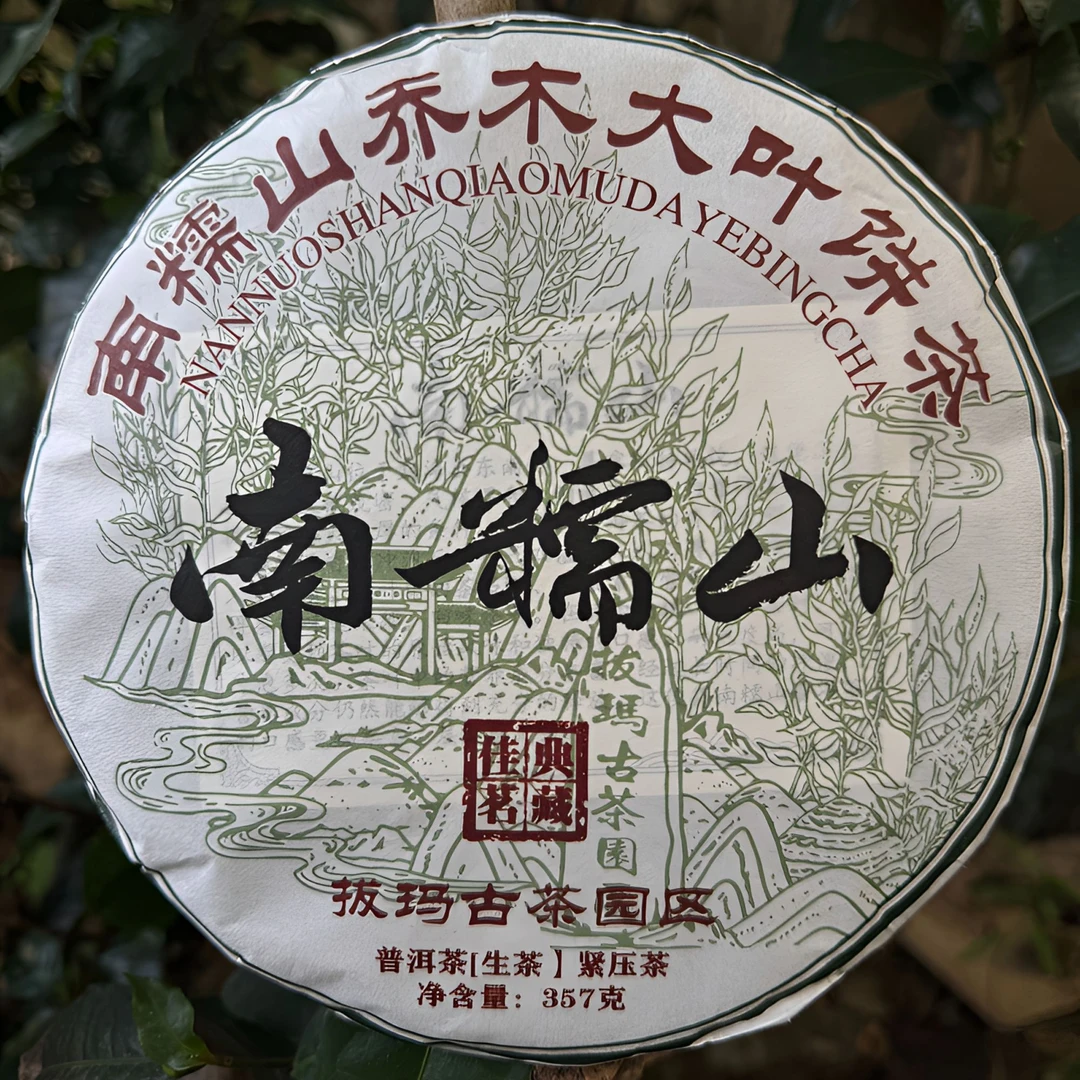 南糯山乔木大叶饼茶
NANNUOSHANQIAOMUDAYEBINGCHA
南糯山
拔玛古茶園
典藏
佳茗
拔玛古茶园区
普洱茶[生茶】紧压茶
净含量：357克